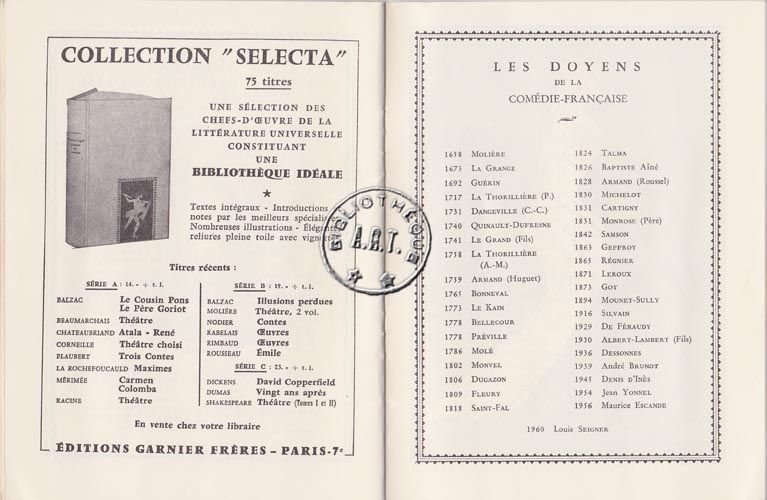 COLLECTION "SELECTA"
75 titres
UNE SÉLECTION DES
CHEFS-D'ŒUVRE DE LA
LITTÉRATURE UNIVERSELLE
CONSTITUANT
UNE
BIBLIOTHÈQUE IDÉALE
★
Textes intégraux - Introductions
notes par les meilleurs
Nombreuses illustrations -
reliures pleine toile avec
Titres récents :
SÉRIE A : 14.- + t. l.
BALZAC Le Cousin Pons
Le Père Goriot
BEAUMARCHAIS Théâtre
CHATEAUBRIAND Atala - René
CORNEILLE Théâtre choisi
FLAUBERT Trois Contes
LA ROCHEFOUCAULD Maximes
MÉRIMÉE Carmen
Colomba
RACINE Théâtre
SÉRIE B : 19.- + t. l.
BALZAC Illusions perdues
MOLIÈRE Théâtre, 2 vol.
NODIER Contes
RABELAIS Œuvres
RIMBAUD Œuvres
ROUSSEAU Émile
SÉRIE C : 23.- + t. l.
DICKENS David Copperfield
DUMAS Vingt ans après
SHAKESPEARE Théâtre (Tomes I et II)
En vente chez votre libraire
ÉDITIONS GARNIER FRÈRES - PARIS-7e
BIBLIOTHÈQUE
A.R.T.
LES DOYENS
DE LA
COMÉDIE-FRANÇAISE
1658 MOLIÈRE
1673 LA GRANGE
1692 GUÉRIN
1717 LA THORILLIÈRE (P.)
1731 DANGEVILLE (C.-C.)
1740 QUINAULT-DUFRESNE
1741 LE GRAND (Fils)
1758 LA THORILLIÈRE
(A.-M.)
1759 ARMAND (Huguet)
1765 BONNEVAL
1773 LE KAIN
1778 BELLECOUR
1778 PRÉVILLE
1786 MOLÉ
1802 MONVEL
1806 DUGAZON
1809 FLEURY
1818 SAINT-FAL
1824 TALMA
1826 BAPTISTE AÎNÉ
1828 ARMAND (Roussel)
1830 MICHELOT
1831 CARTIGNY
1831 MONROSE (Père)
1842 SAMSON
1863 GEFFROY
1865 RÉGNIER
1871 LEROUX
1873 GOT
1894 MOUNET-SULLY
1916 SILVAIN
1929 DE FÉRAUDY
1930 ALBERT-LAMBERT (Fils)
1936 DESSONNES
1939 ANDRÉ BRUNOT
1945 DENIS D'INÈS
1954 Jean YONNEL
1956 Maurice ESCANDE
1960 Louis SEIGNER